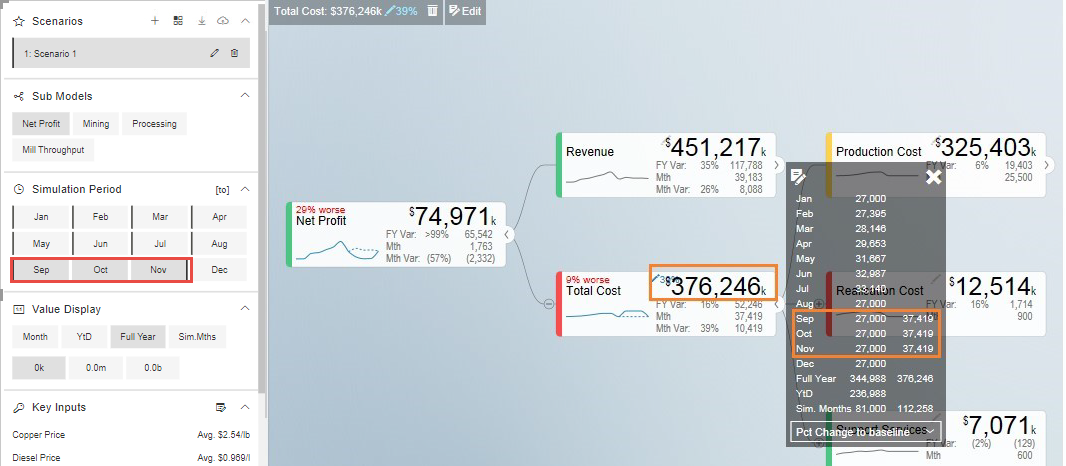 Scenarios
1: Scenario 1
Sub Models
Net Profit Mining Processing
Mill Throughput
Simulation Period [to]
Jan Feb Mar Apr
May Jun Jul Aug
Sep Oct Nov Dec
Value Display
Month YtD Full Year Sim.Mths
0k 0.0m 0.0b
Key Inputs
Copper Price Avg. $2.54/lb
Diesel Price Avg. $0.969/l
Total Cost: $376,246k 39% Edit
29% worse
Net Profit
$74,971k
FY Var: >99% 65,542
Mth 1,763
Mth Var: (57%) (2,332)
Revenue
$451,217k
FY Var: 35% 117,788
Mth 39,183
Mth Var: 26% 8,088
9% worse
Total Cost
$376,246k
FY Var: 16% 52,246
Mth 37,419
Mth Var: 39% 10,419
Production Cost
$325,403k
FY Var: 6% 19,403
25,500
Realisation Cost
$12,514k
FY Var: 16% 1,714
900
Support Services
$7,071k
FY Var: (2%) (129)
Mth 600
Jan 27,000
Feb 27,395
Mar 28,146
Apr 29,653
May 31,667
Jun 32,987
Jul 33,140
Aug 27,000
Sep 27,000 37,419
Oct 27,000 37,419
Nov 27,000 37,419
Dec 27,000
Full Year 344,988 376,246
YtD 236,988
Sim. Months 81,000 112,258
Pct Change to baseline